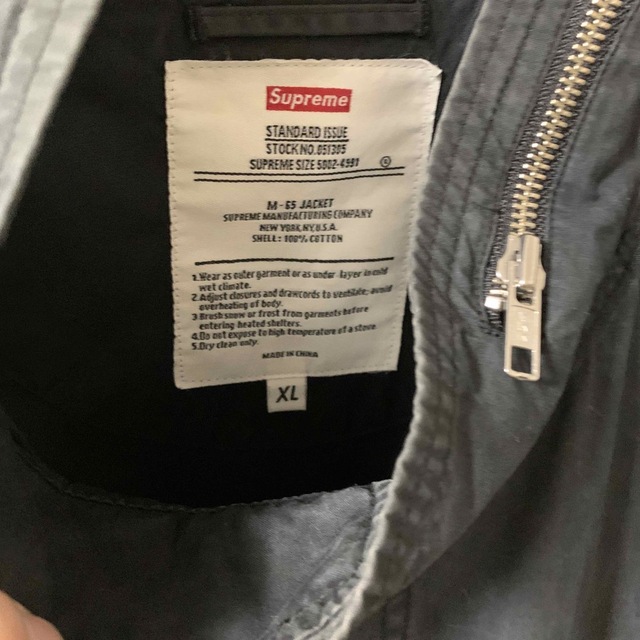 Supreme
STANDARD ISSUE
STOCK NO. 051305
SUPREME SIZE 5002-6990
M-65 JACKET
SUPREME MANUFACTURING COMPANY
NEW YORK, NY. U.S.A.
SHELL: 100% COTTON
1.Wear as outer garment or as under-layer in cold
wet climate.
2.Adjust closures and drawcords to ventilate, avoid
overheating of body.
3 Brush snow or frost from garments before
entering heated shelters.
4.Do not expose to high temperature of a stove.
5.Dry clean only.
MADE IN CHINA
XL